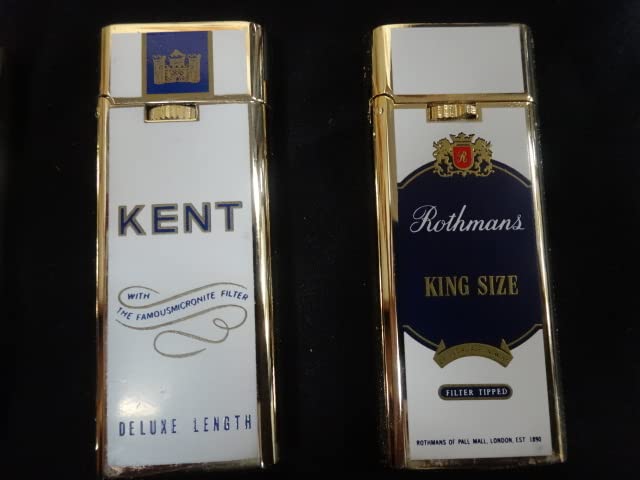 KENT
WITH
THE FAMOUSMICRONITE FILTER
DELUXE LENGTH
R
Rothmans
KING SIZE
FILTER TIPPED
ROTHMANS OF PALL MALL, LONDON, EST 1890